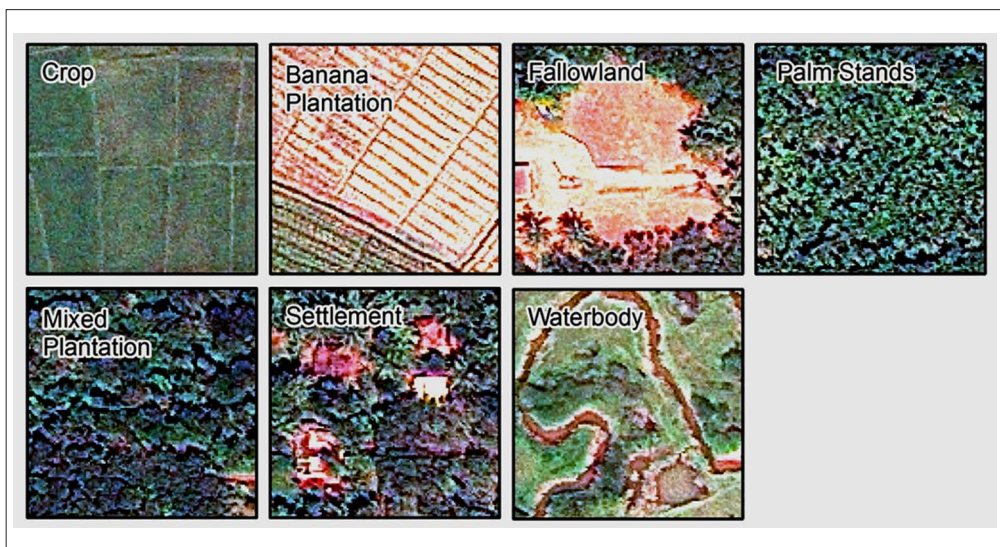 Crop
Banana
Plantation
Fallowland
Palm Stands
Mixed
Plantation
Settlement
Waterbody